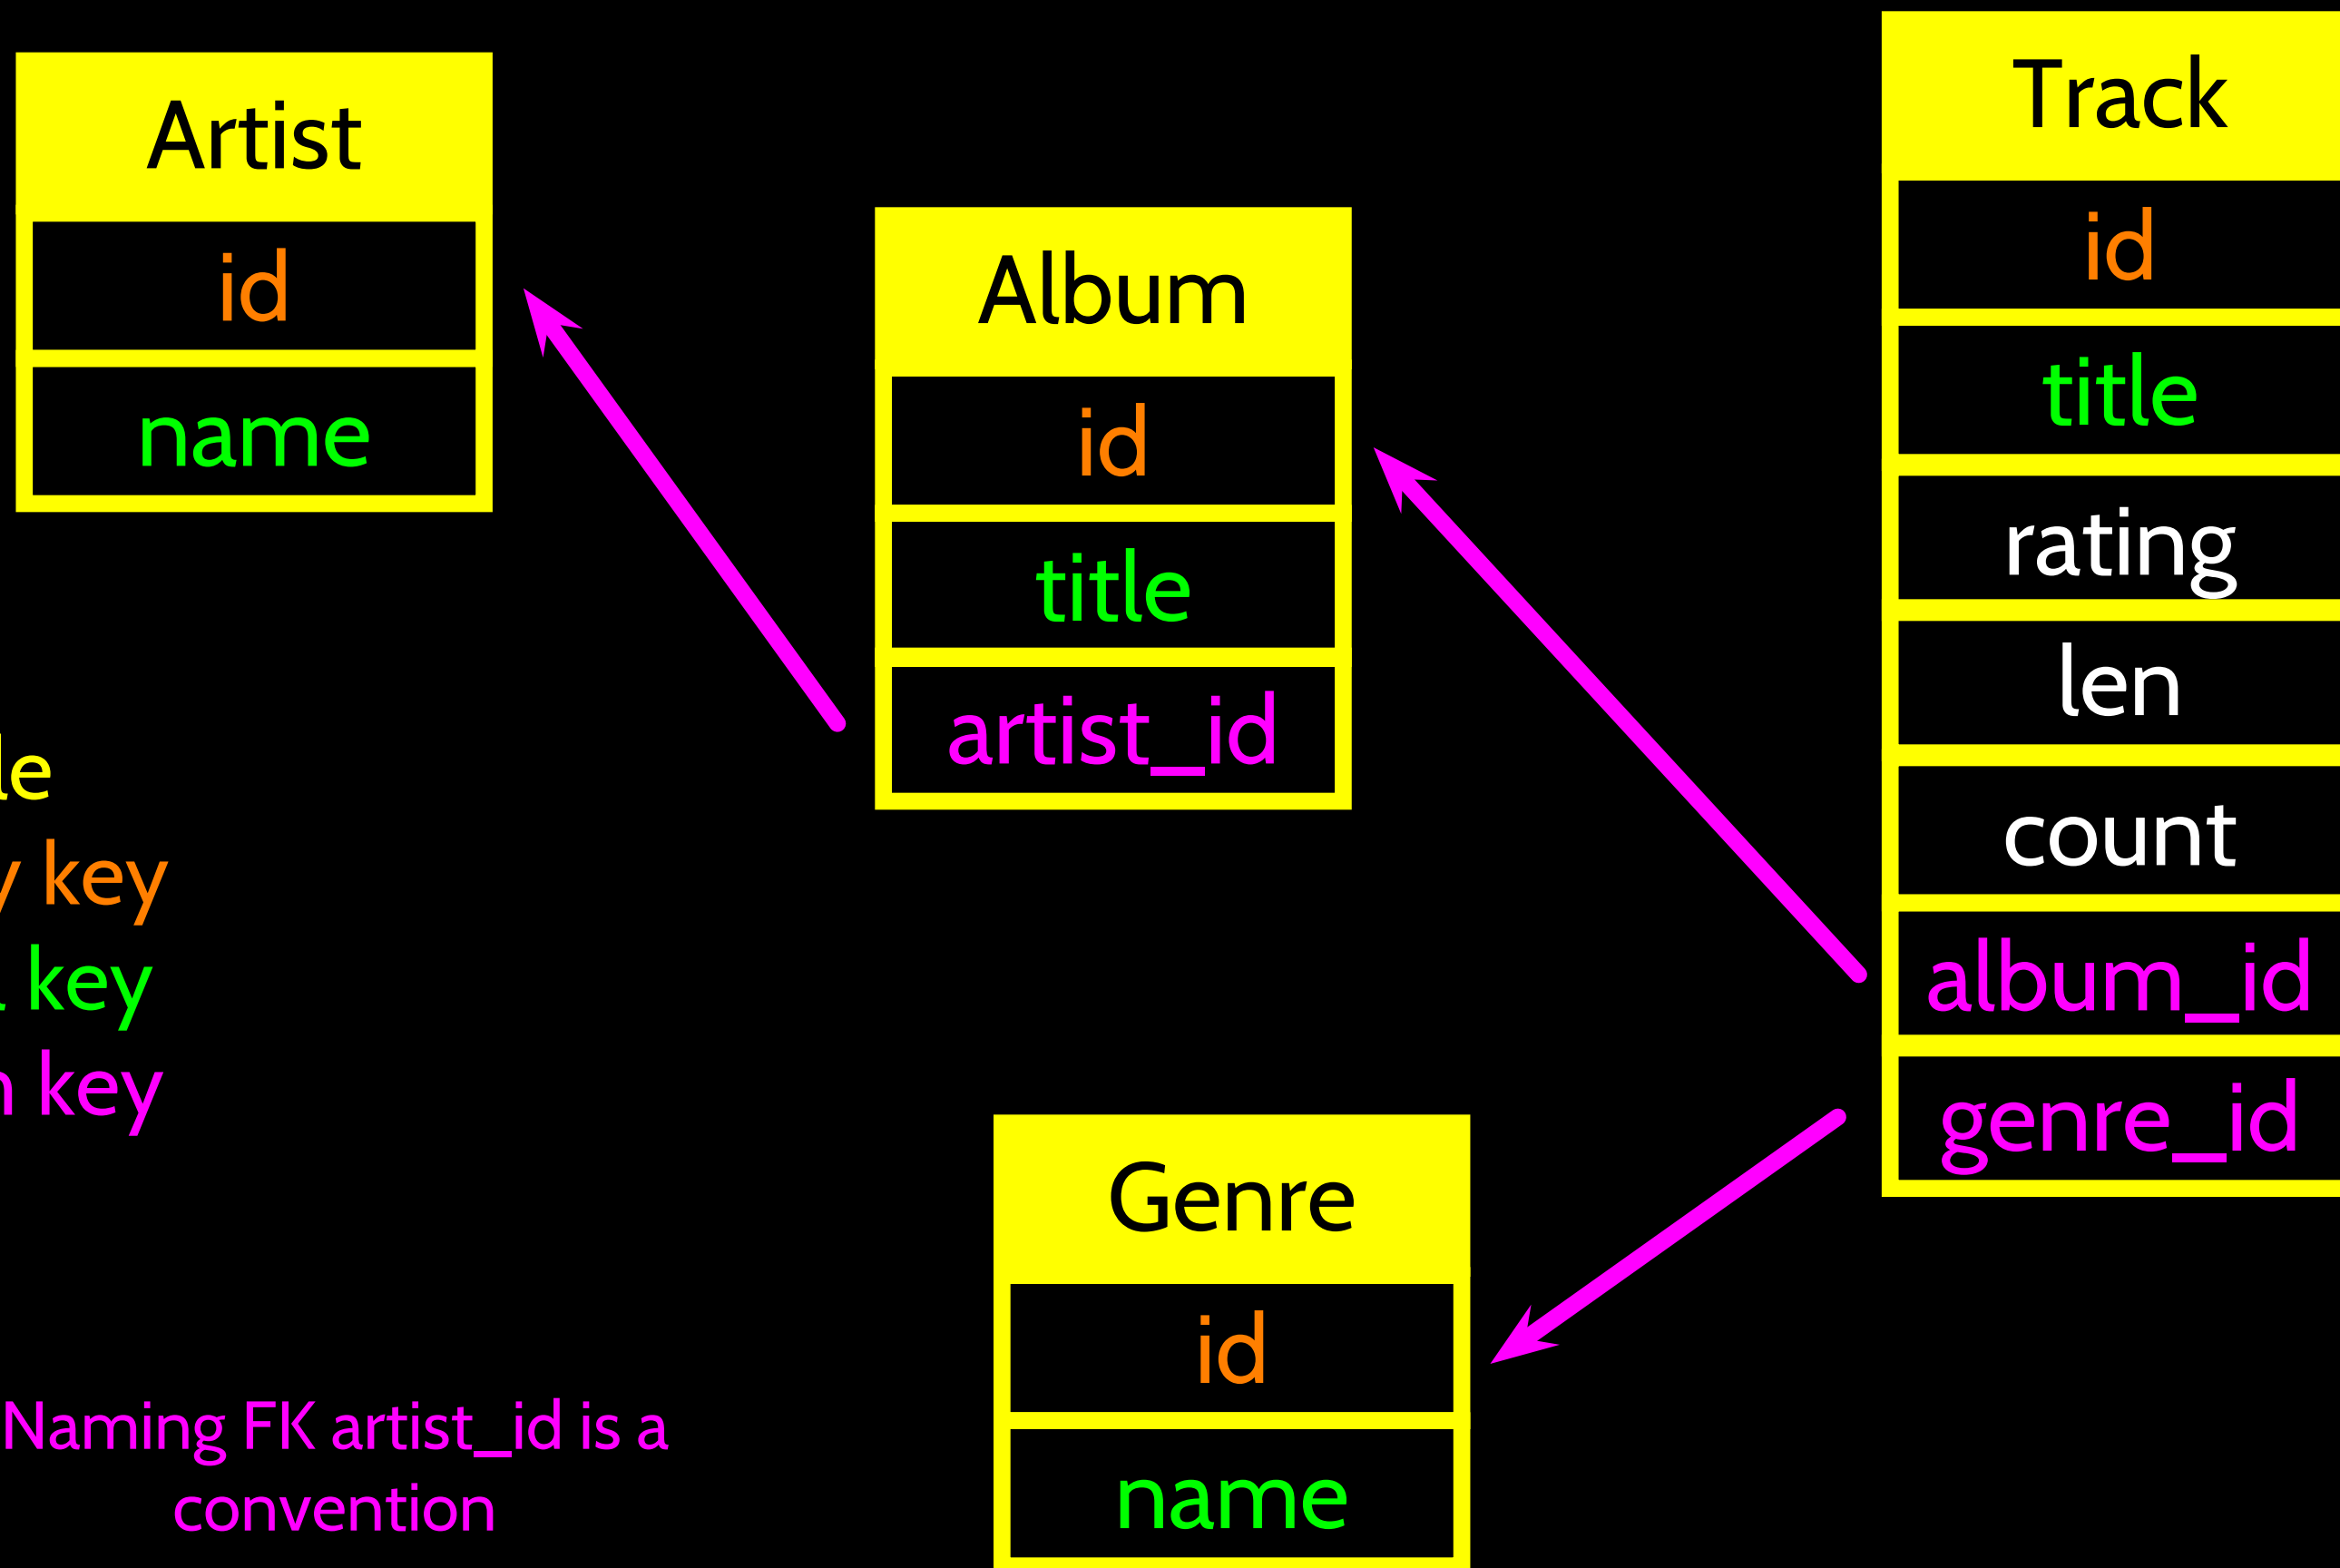 Artist
id
name
Album
id
title
artist_id
Track
id
title
rating
len
count
album_id
genre_id
Genre
id
name
key
key
key
Naming FK artist_id is a
convention